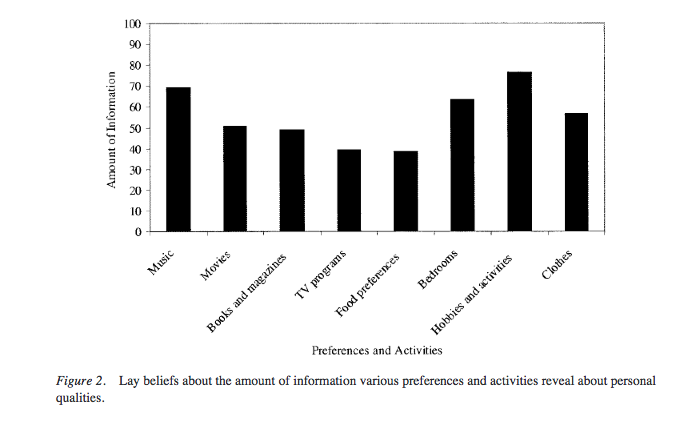 100
90
80
70
60
50
40
30
20
10
0
Amount of Information
Music
Movies
Books and magazines
TV programs
Food preferences
Bedrooms
Hobbies and activities
Clothes
Preferences and Activities
Figure 2. Lay beliefs about the amount of information various preferences and activities reveal about personal
qualities.